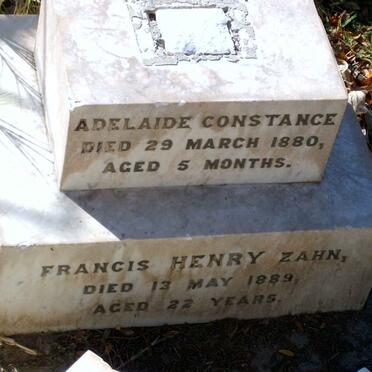 ADELAIDE CONSTANCE
DIED 29 MARCH 1880,
AGED 5 MONTHS.
FRANCIS HENRY ZAHN,
DIED 13 MAY 1889,
AGED 22 YEARS.